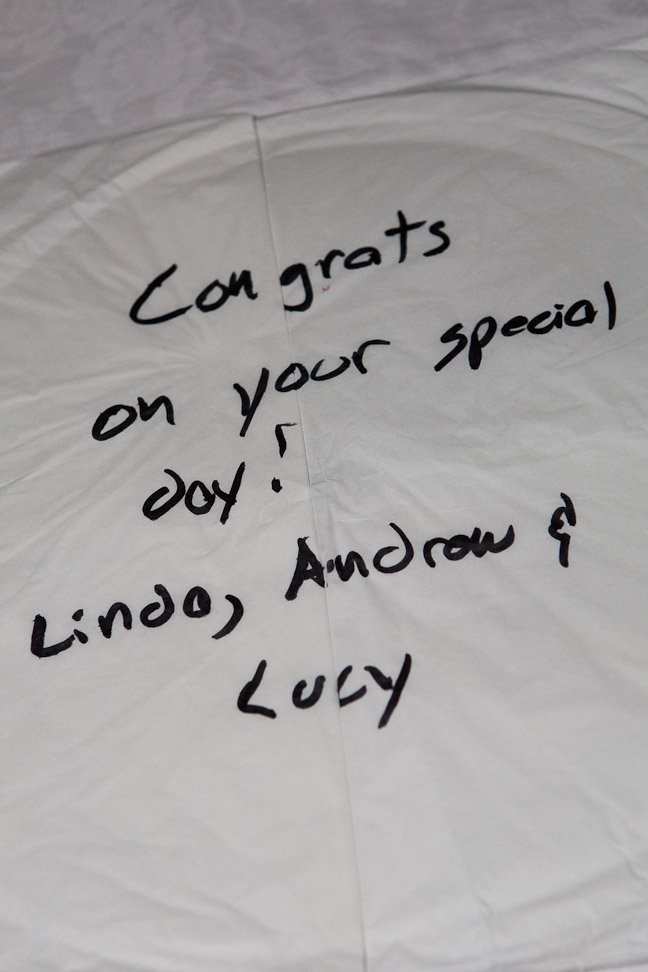 Congrats
on your special
day!
Linda, Andrew &
Lucy